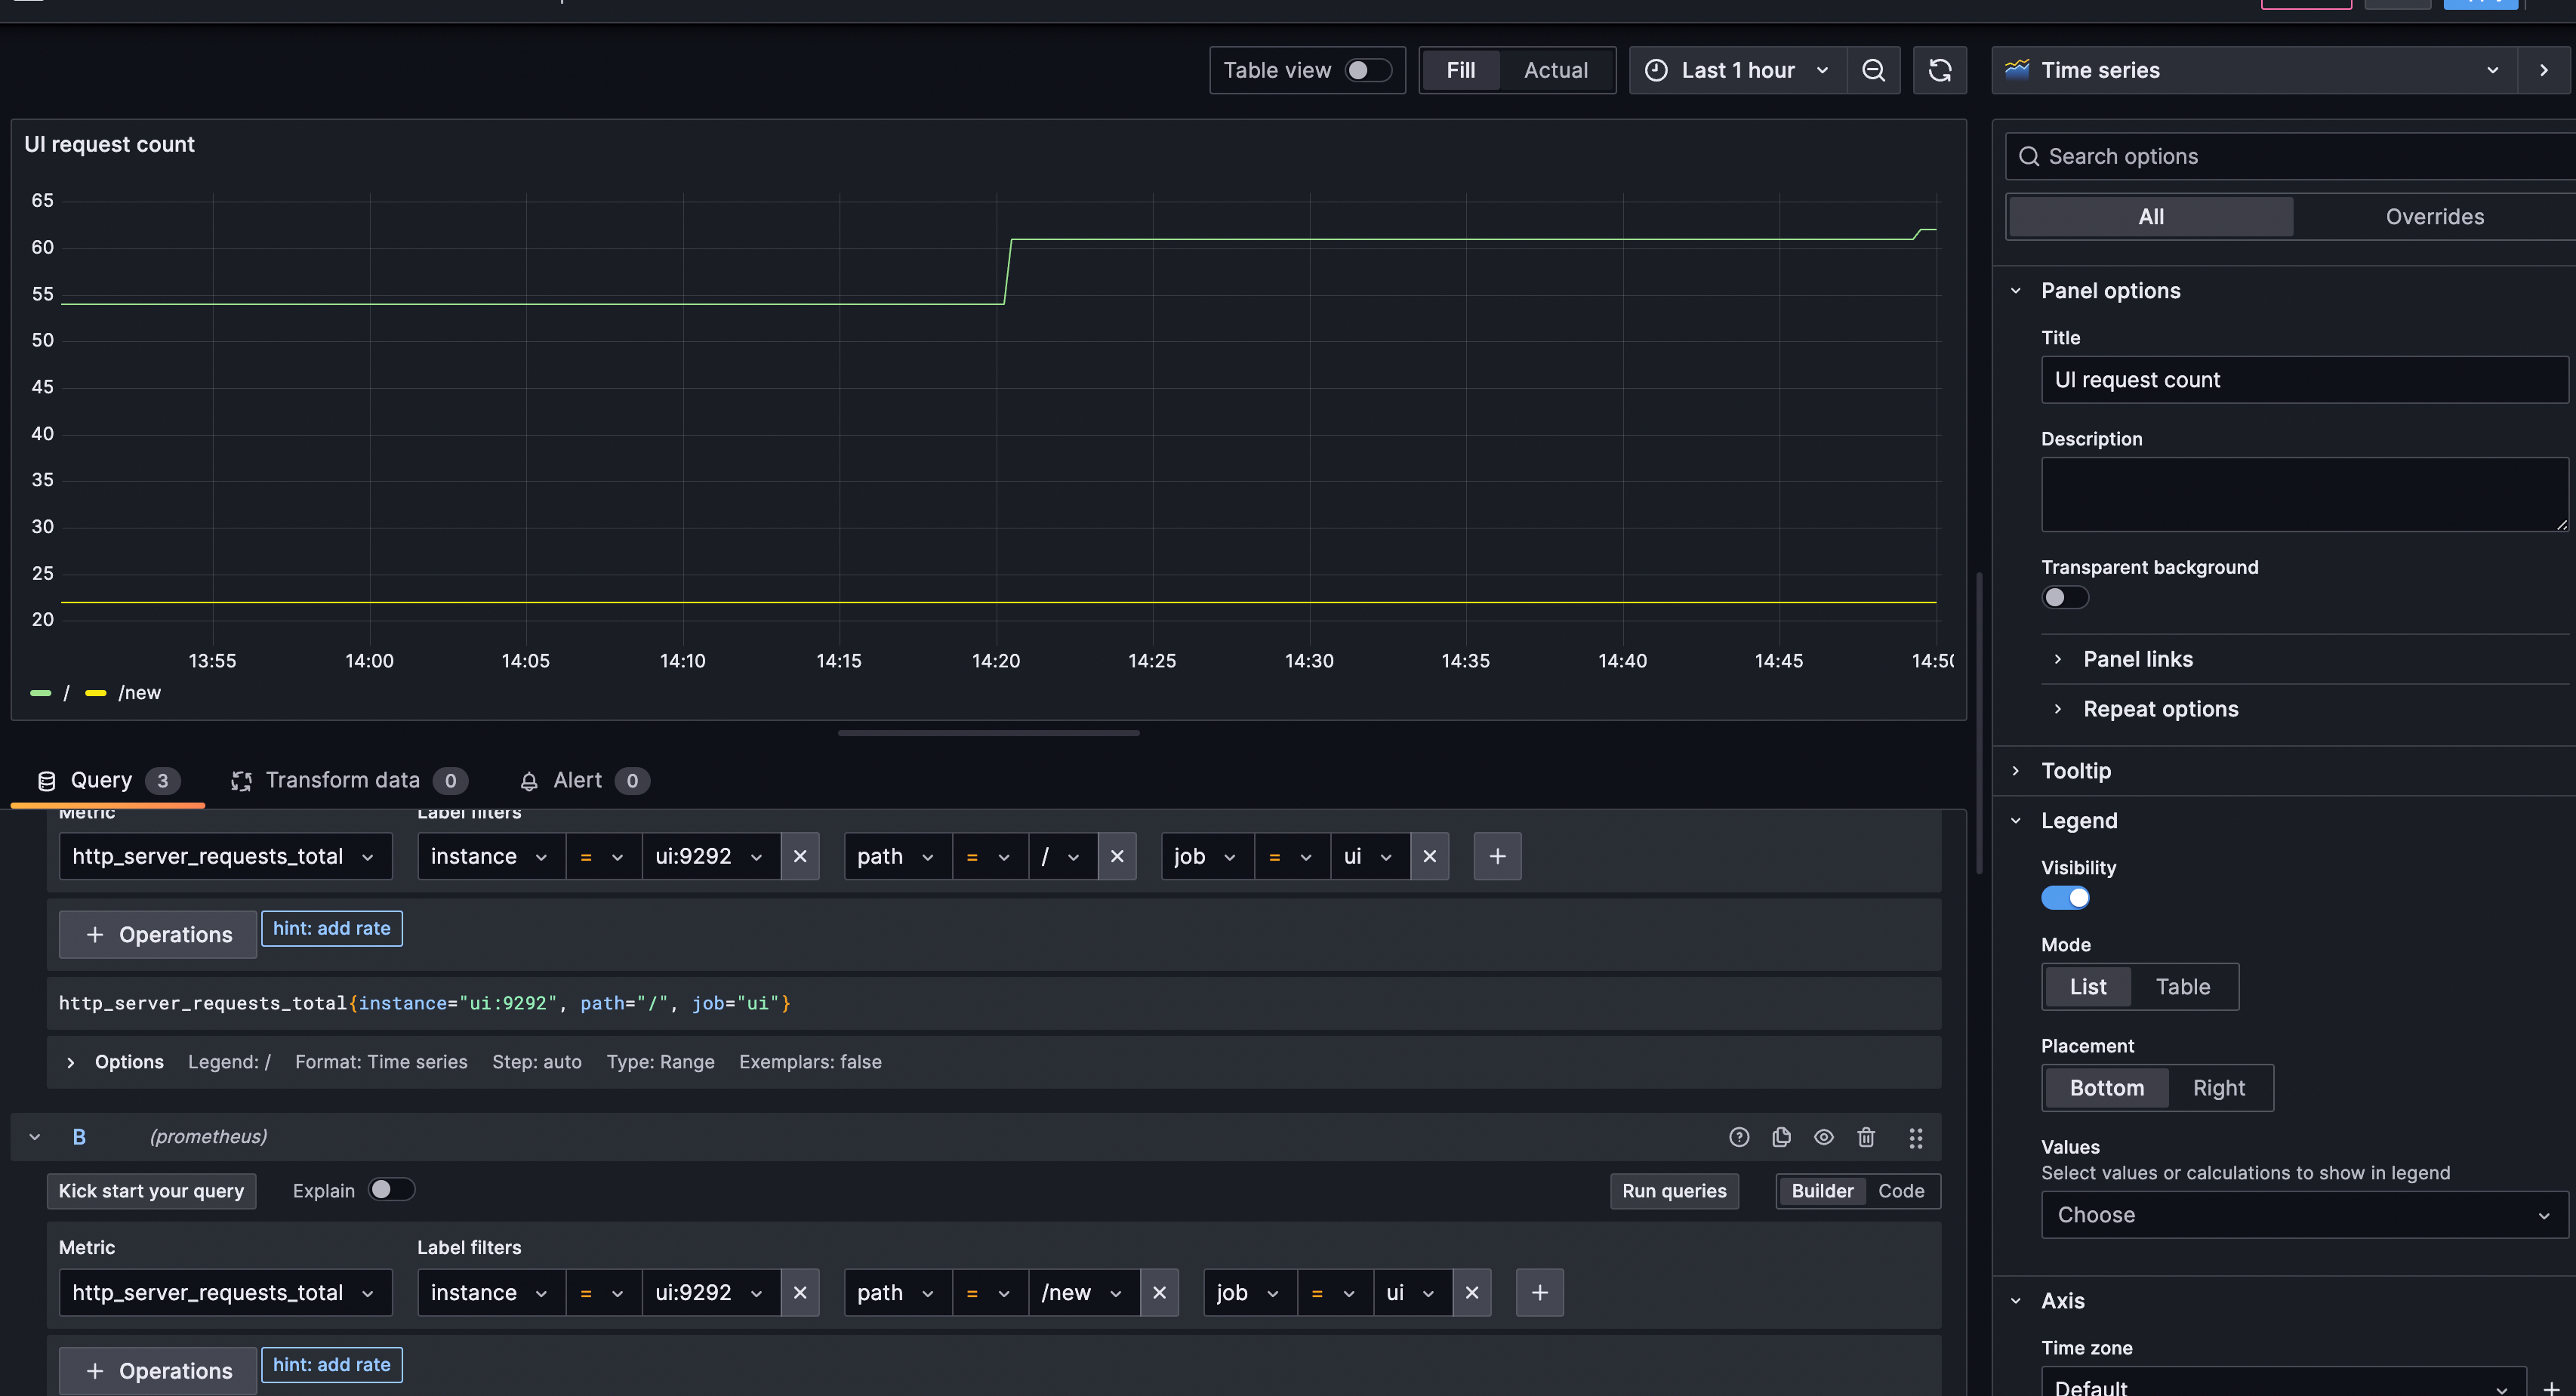 Table view
Fill Actual
Last 1 hour
Time series
UI request count
65
60
55
50
45
40
35
30
25
20
13:55 14:00 14:05 14:10 14:15 14:20 14:25 14:30 14:35 14:40 14:45 14:50
/ /new
Query 3 Transform data 0 Alert 0
Metric Label filters
http_server_requests_total instance = ui:9292 path = / job = ui
+ Operations hint: add rate
http_server_requests_total{instance="ui:9292", path="/", job="ui"}
Options Legend: / Format: Time series Step: auto Type: Range Exemplars: false
B (prometheus)
Kick start your query Explain Run queries Builder Code
Metric Label filters
http_server_requests_total instance = ui:9292 path = /new job = ui
+ Operations hint: add rate
Search options
All Overrides
Panel options
Title
UI request count
Description
Transparent background
Panel links
Repeat options
Tooltip
Legend
Visibility
Mode
List Table
Placement
Bottom Right
Values
Select values or calculations to show in legend
Choose
Axis
Time zone
Default